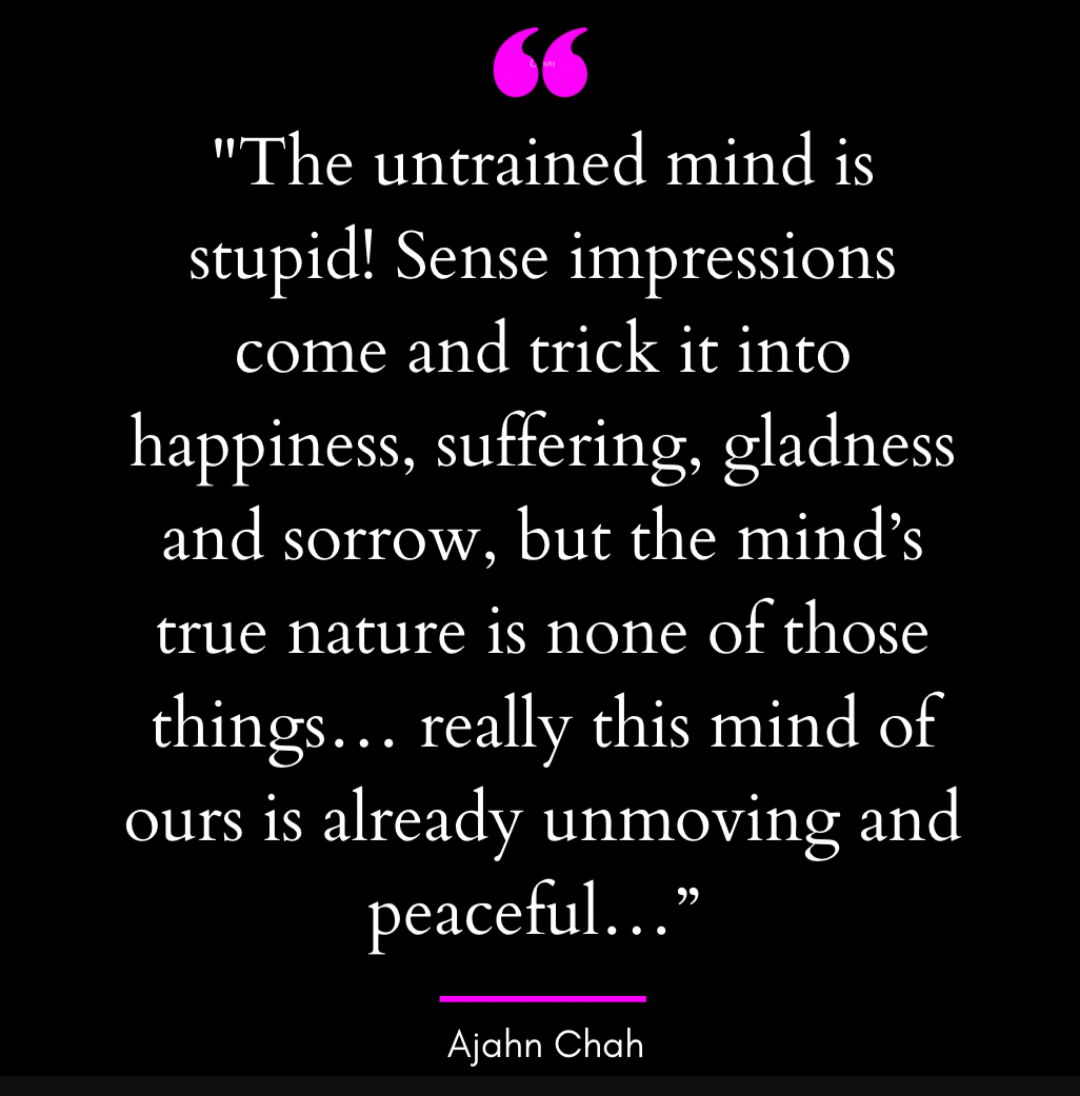 "The untrained mind is
stupid! Sense impressions
come and trick it into
happiness, suffering, gladness
and sorrow, but the mind’s
true nature is none of those
things… really this mind of
ours is already unmoving and
peaceful…”
Ajahn Chah